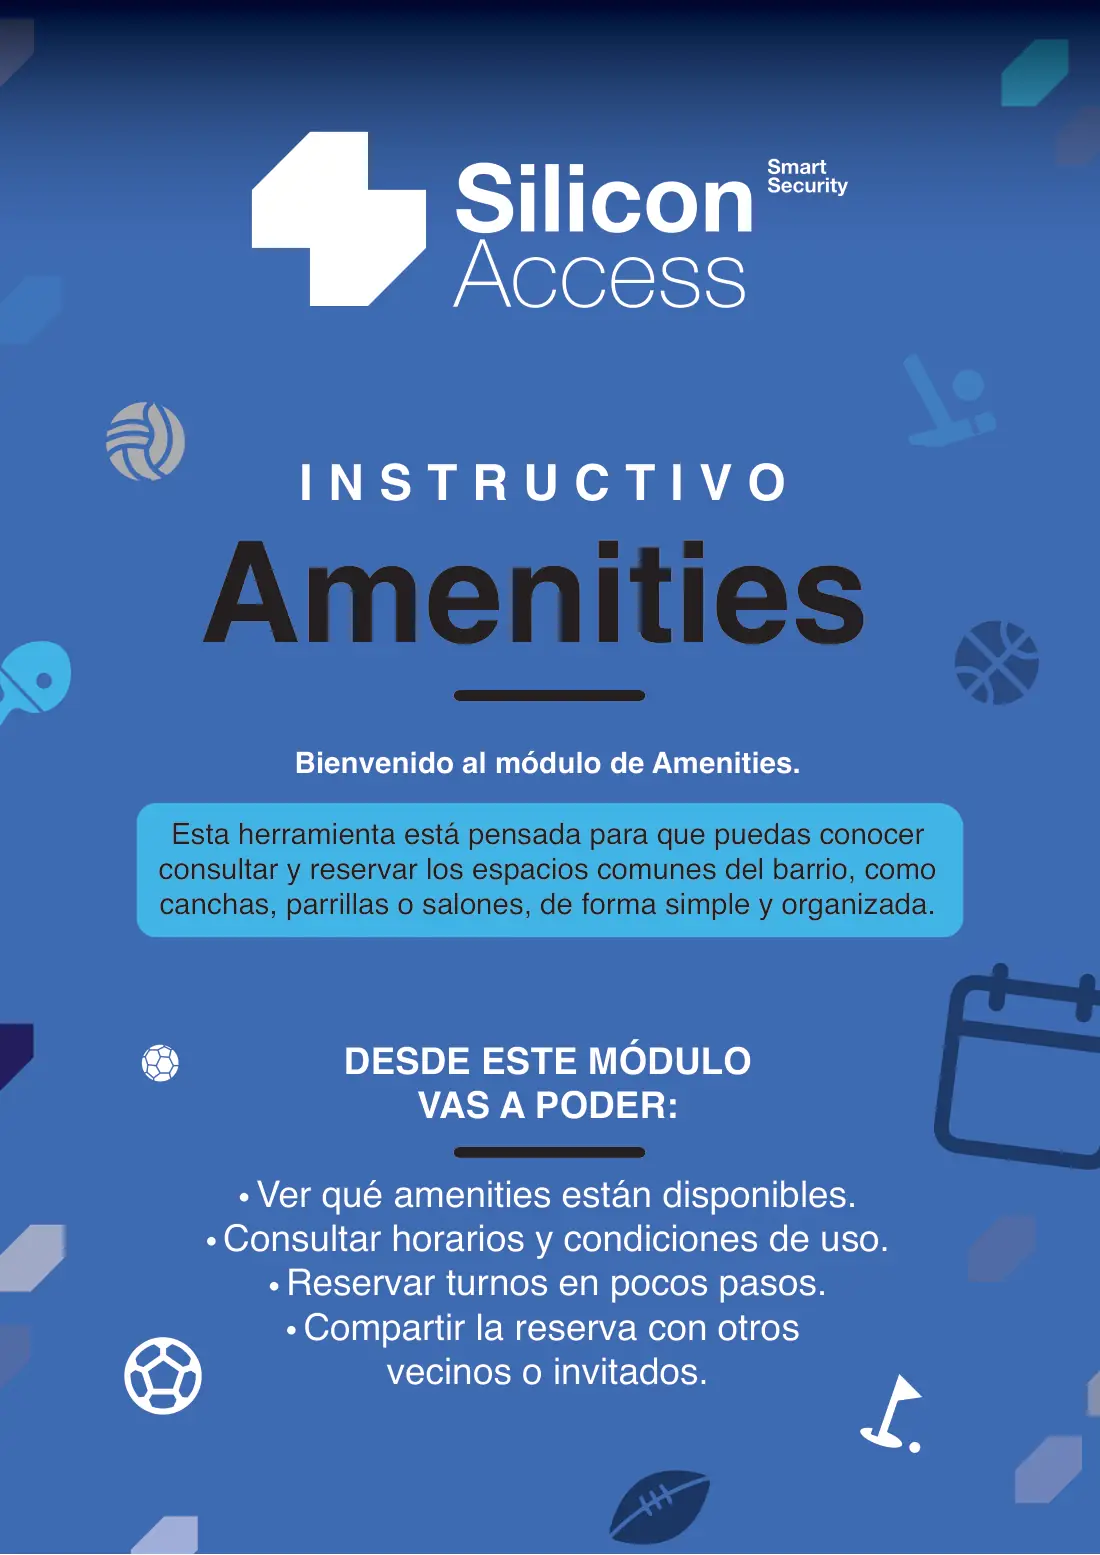 Silicon
Smart
Security
Access
INSTRUCTIVO
Amenities
Bienvenido al módulo de Amenities.
Esta herramienta está pensada para que puedas conocer
consultar y reservar los espacios comunes del barrio, como
canchas, parrillas o salones, de forma simple y organizada.
DESDE ESTE MÓDULO
VAS A PODER:
• Ver qué amenities están disponibles.
• Consultar horarios y condiciones de uso.
• Reservar turnos en pocos pasos.
• Compartir la reserva con otros
vecinos o invitados.